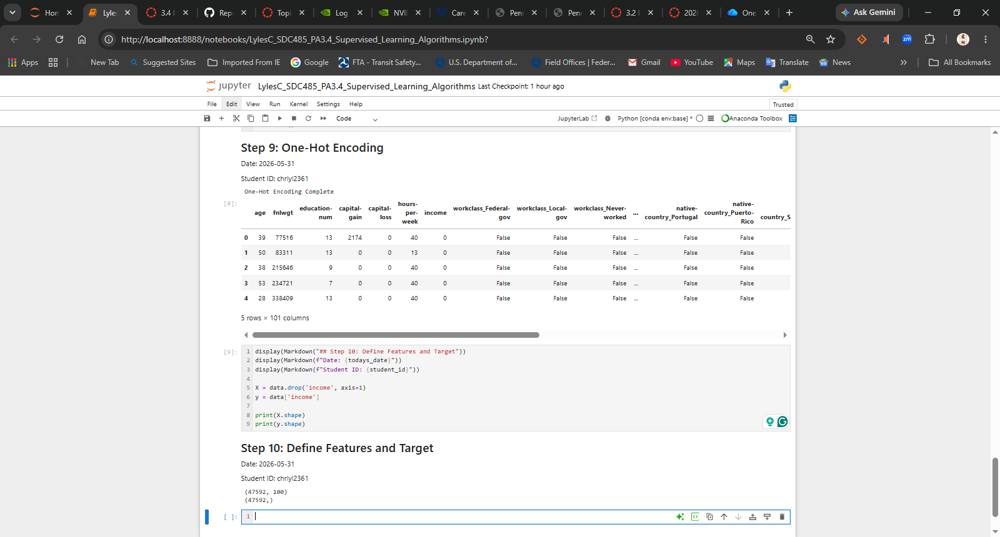 Hon
Lyles
3.4 F
Rep
Topi
Log
NVII
Care
Penn
Penn
3.2 F
202
One
Ask Gemini
http://localhost:8888/notebooks/LylesC_SDC485_PA3.4_Supervised_Learning_Algorithms.ipynb?
Apps
New Tab
Suggested Sites
Imported From IE
Google
FTA - Transit Safety...
U.S. Department of...
Field Offices | Feder...
Gmail
YouTube
Maps
Translate
News
All Bookmarks
jupyter LylesC_SDC485_PA3.4_Supervised_Learning_Algorithms Last Checkpoint: 1 hour ago
File Edit View Run Kernel Settings Help
Trusted
Code
JupyterLab
Python [conda env:base] *
Anaconda Toolbox
Step 9: One-Hot Encoding
Date: 2026-05-31
Student ID: chrlyl2361
One-Hot Encoding Complete
[8]:
age fnlwgt education-num capital-gain capital-loss hours-per-week income workclass_Federal-gov workclass_Local-gov workclass_Never-worked ... native-country_Portugal native-country_Puerto-Rico country_S
0 39 77516 13 2174 0 40 0 False False False ... False False
1 50 83311 13 0 0 13 0 False False False ... False False
2 38 215646 9 0 0 40 0 False False False ... False False
3 53 234721 7 0 0 40 0 False False False ... False False
4 28 338409 13 0 0 40 0 False False False ... False False
5 rows × 101 columns
[9]:
1 display(Markdown("## Step 10: Define Features and Target"))
2 display(Markdown(f"Date: {todays_date}"))
3 display(Markdown(f"Student ID: {student_id}"))
4
5 X = data.drop('income', axis=1)
6 y = data['income']
7
8 print(X.shape)
9 print(y.shape)
Step 10: Define Features and Target
Date: 2026-05-31
Student ID: chrlyl2361
(47592, 100)
(47592,)
[ ]:
1